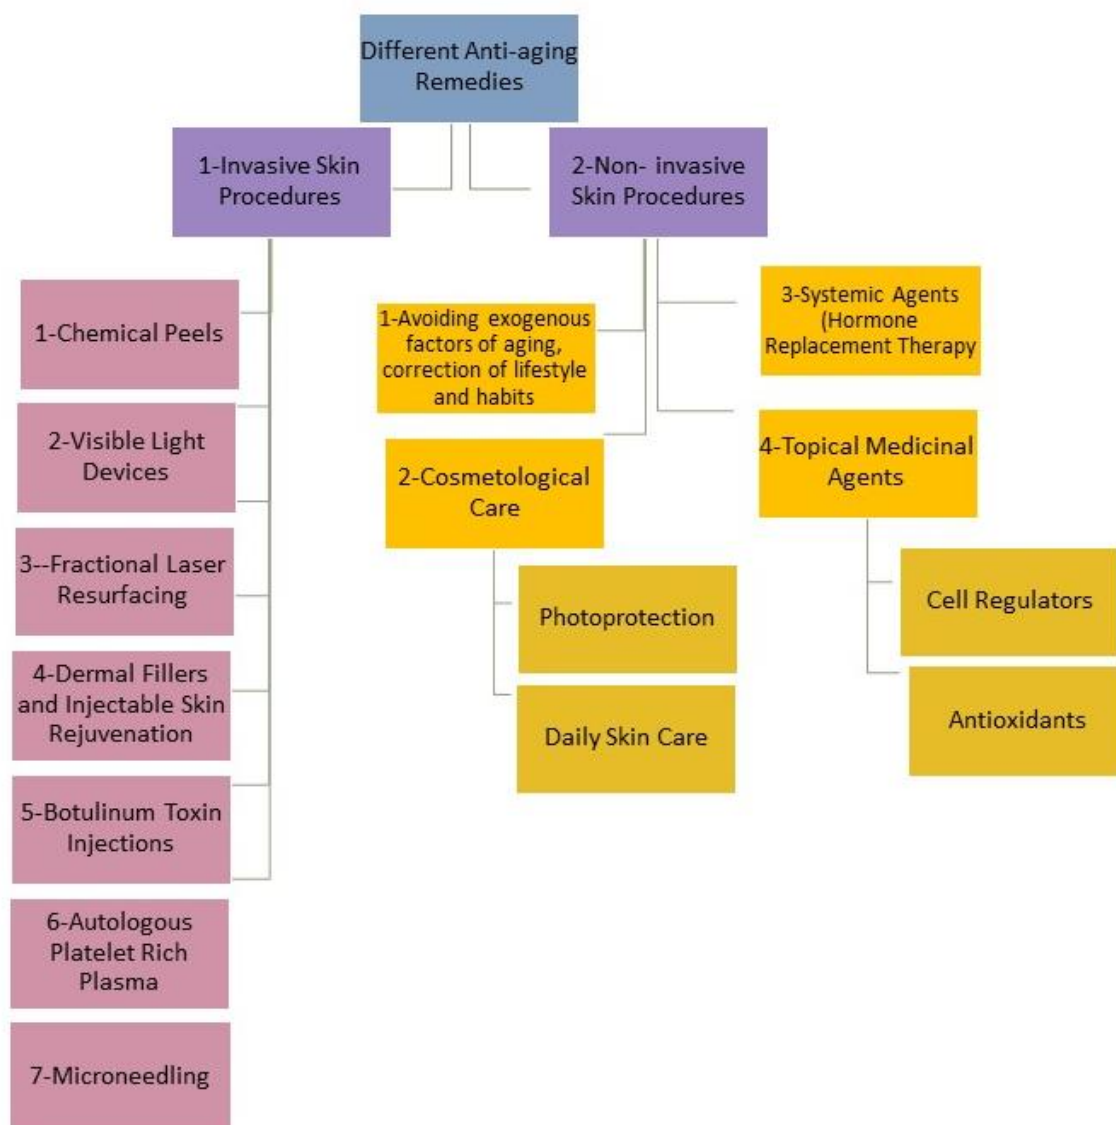 Different Anti-aging
Remedies
1-Invasive Skin
Procedures
2-Non- invasive
Skin Procedures
1-Chemical Peels
2-Visible Light
Devices
3--Fractional Laser
Resurfacing
4-Dermal Fillers
and Injectable Skin
Rejuvenation
5-Botulinum Toxin
Injections
6-Autologous
Platelet Rich
Plasma
7-Microneedling
1-Avoiding exogenous
factors of aging,
correction of lifestyle
and habits
2-Cosmetological
Care
Photoprotection
Daily Skin Care
3-Systemic Agents
(Hormone
Replacement Therapy
4-Topical Medicinal
Agents
Cell Regulators
Antioxidants